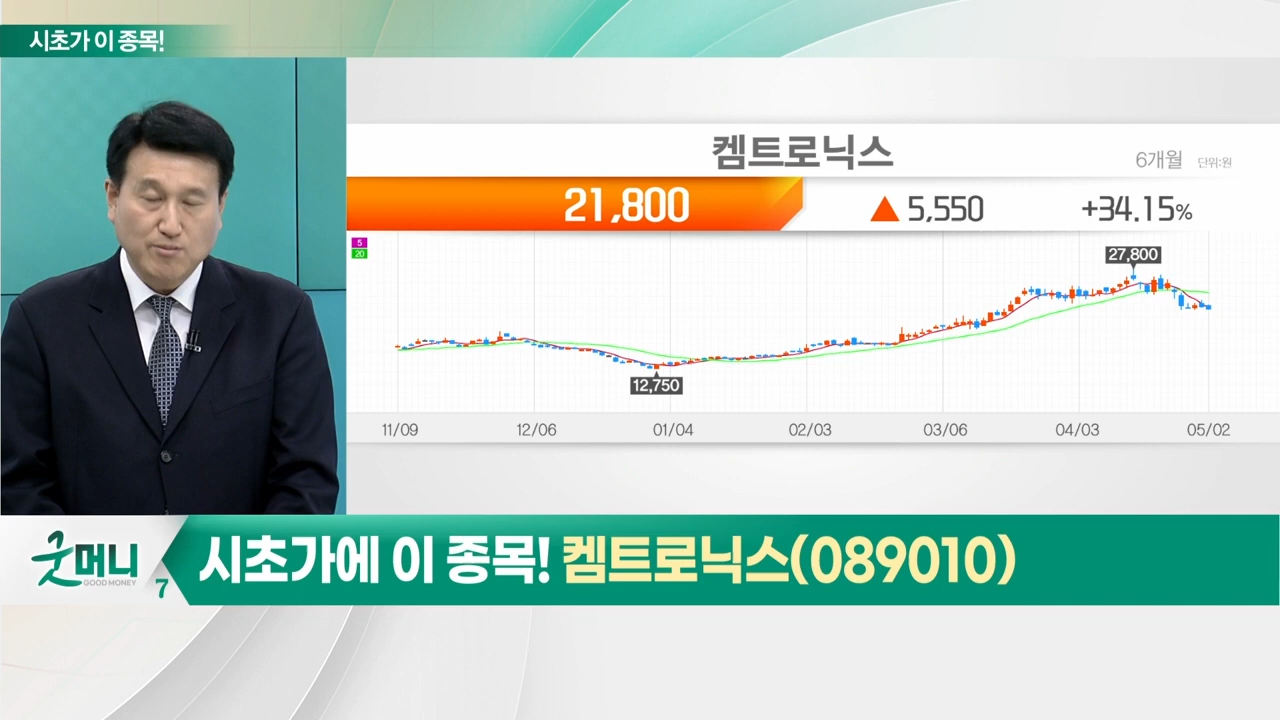 시초가 이 종목!
켐트로닉스
6개월 단위:원
21,800 ▲ 5,550 +34.15%
5
20
27,800
12,750
11/09 12/06 01/04 02/03 03/06 04/03 05/02
굿머니
GOOD MONEY
7
시초가에 이 종목! 켐트로닉스(089010)